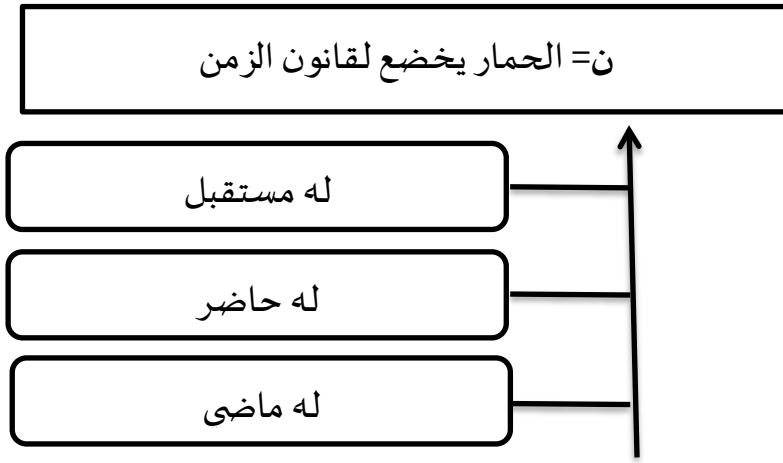 ن= الحمار يخضع لقانون الزمن
له مستقبل
له حاضر
له ماضى